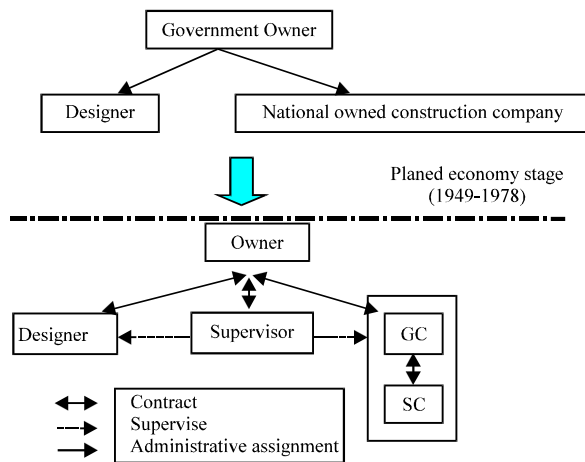 Government Owner
Designer
National owned construction company
Planed economy stage
(1949-1978)
Owner
Designer
Supervisor
GC
SC
Contract
Supervise
Administrative assignment